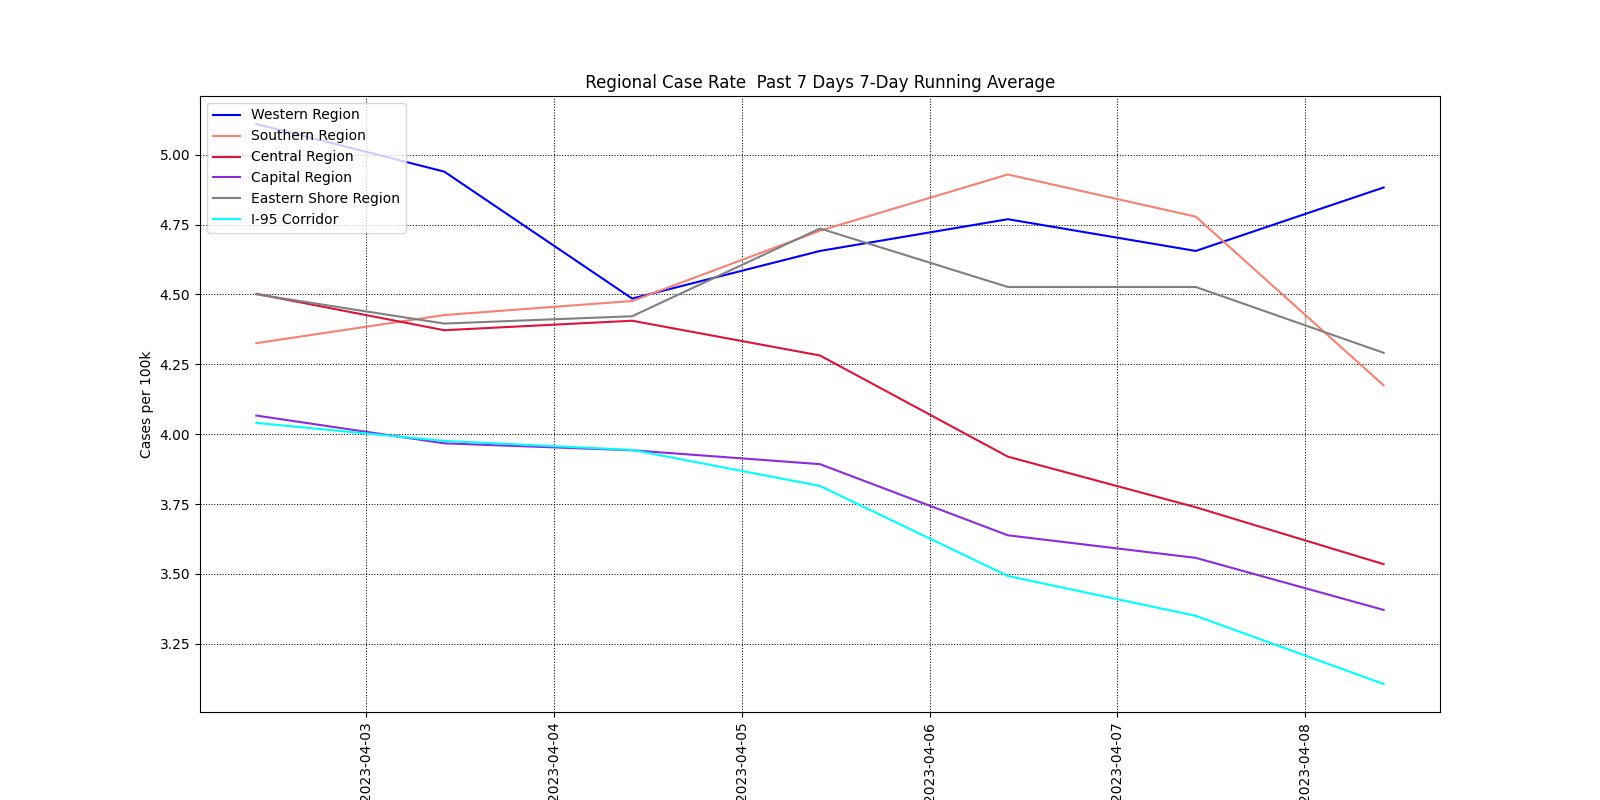 Regional Case Rate  Past 7 Days 7-Day Running Average
Western Region
Southern Region
Central Region
Capital Region
Eastern Shore Region
I-95 Corridor
Cases per 100k
5.00
4.75
4.50
4.25
4.00
3.75
3.50
3.25
2023-04-03
2023-04-04
2023-04-05
2023-04-06
2023-04-07
2023-04-08